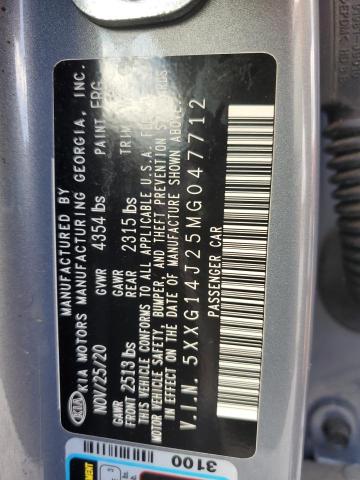 MANUFACTURED BY
KIA MOTORS MANUFACTURING GEORGIA, INC.
KIA
NOV/25/20 GVWR 4354 lbs PAINT ERG
GAWR FRONT 2513 lbs GAWR REAR 2315 lbs TRIM
THIS VEHICLE CONFORMS TO ALL APPLICABLE U.S.A. FEDERAL
MOTOR VEHICLE SAFETY, BUMPER, AND THEFT PREVENTION STANDARDS
IN EFFECT ON THE DATE OF MANUFACTURE SHOWN ABOVE.
V.I.N. 5XXG14J25MG047712
PASSENGER CAR
3100